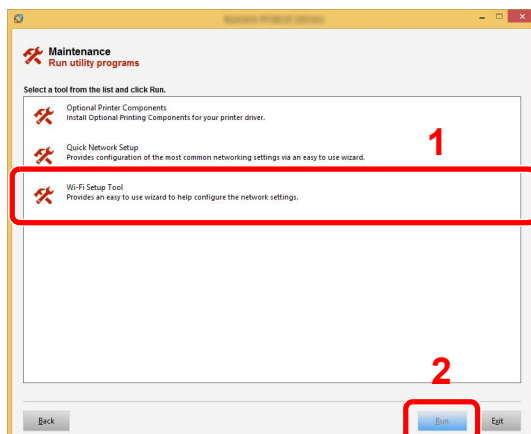 Maintenance
Run utility programs
Select a tool from the list and click Run.
Optional Printer Components
Install Optional Printing Components for your printer driver.
1
Quick Network Setup
Provides configuration of the most common networking settings via an easy to use wizard.
Wi-Fi Setup Tool
Provides an easy to use wizard to help configure the network settings.
2
Back
Run
Exit